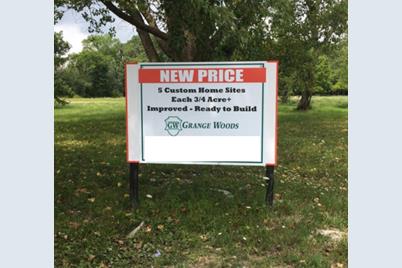 NEW PRICE
5 Custom Home Sites
Each 3/4 Acre+
Improved - Ready to Build
GW GRANGE WOODS